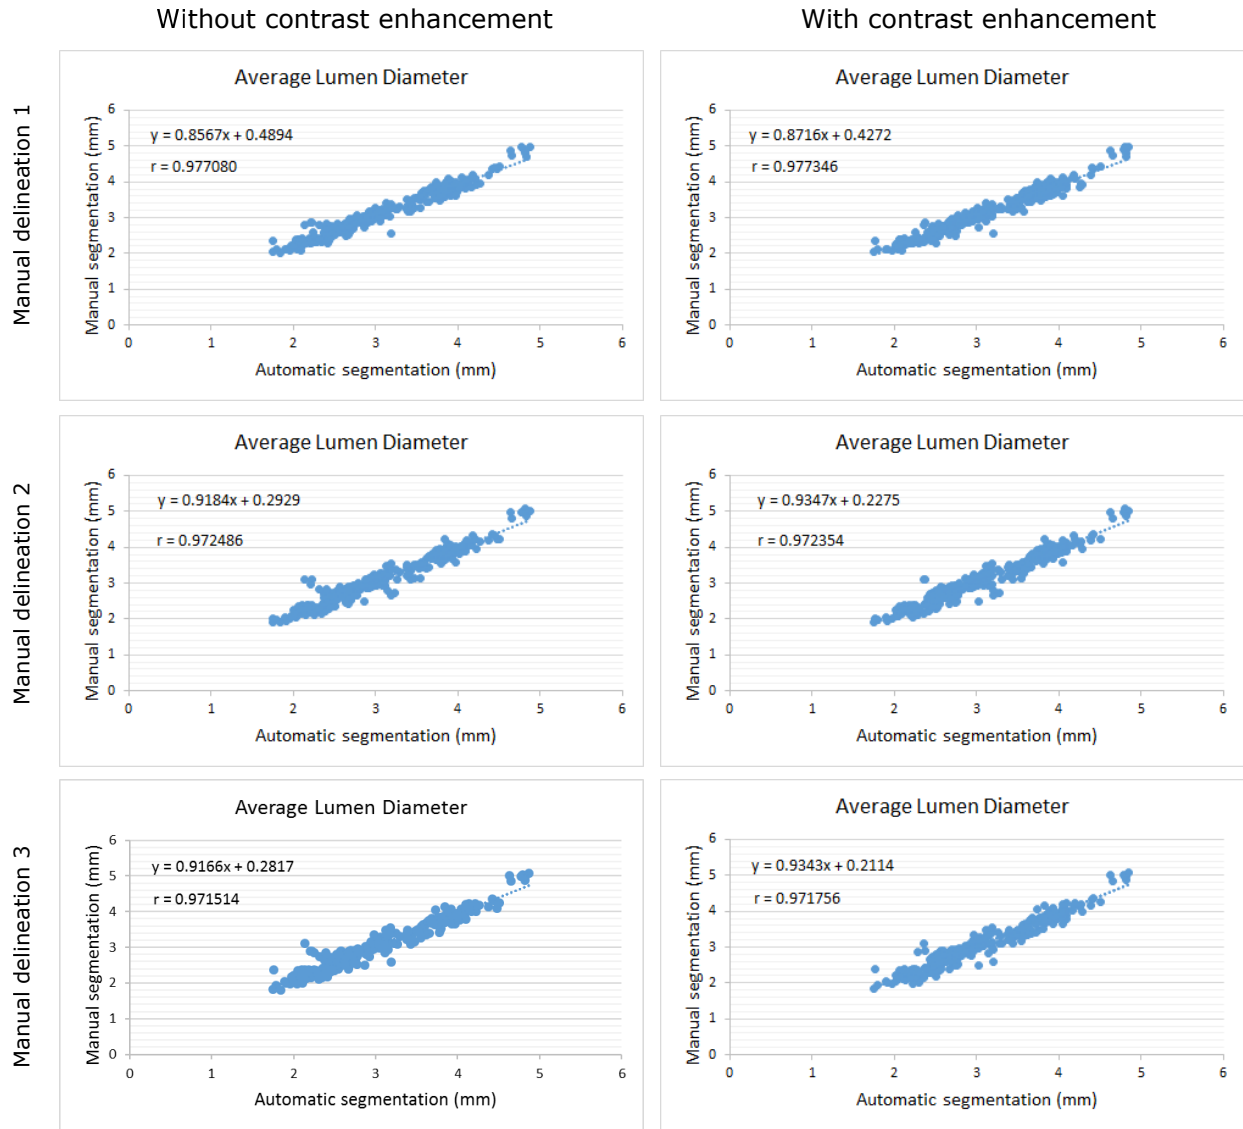 Without contrast enhancement
With contrast enhancement
Manual delineation 1
Average Lumen Diameter
y = 0.8567x + 0.4894
r = 0.977080
Manual segmentation (mm)
6
5
4
3
2
1
0
0 1 2 3 4 5 6
Automatic segmentation (mm)
Average Lumen Diameter
y = 0.8716x + 0.4272
r = 0.977346
Manual segmentation (mm)
6
5
4
3
2
1
0
0 1 2 3 4 5 6
Automatic segmentation (mm)
Manual delineation 2
Average Lumen Diameter
y = 0.9184x + 0.2929
r = 0.972486
Manual segmentation (mm)
6
5
4
3
2
1
0
0 1 2 3 4 5 6
Automatic segmentation (mm)
Average Lumen Diameter
y = 0.9347x + 0.2275
r = 0.972354
Manual segmentation (mm)
6
5
4
3
2
1
0
0 1 2 3 4 5 6
Automatic segmentation (mm)
Manual delineation 3
Average Lumen Diameter
y = 0.9166x + 0.2817
r = 0.971514
Manual segmentation (mm)
6
5
4
3
2
1
0
0 1 2 3 4 5 6
Automatic segmentation (mm)
Average Lumen Diameter
y = 0.9343x + 0.2114
r = 0.971756
Manual segmentation (mm)
6
5
4
3
2
1
0
0 1 2 3 4 5 6
Automatic segmentation (mm)